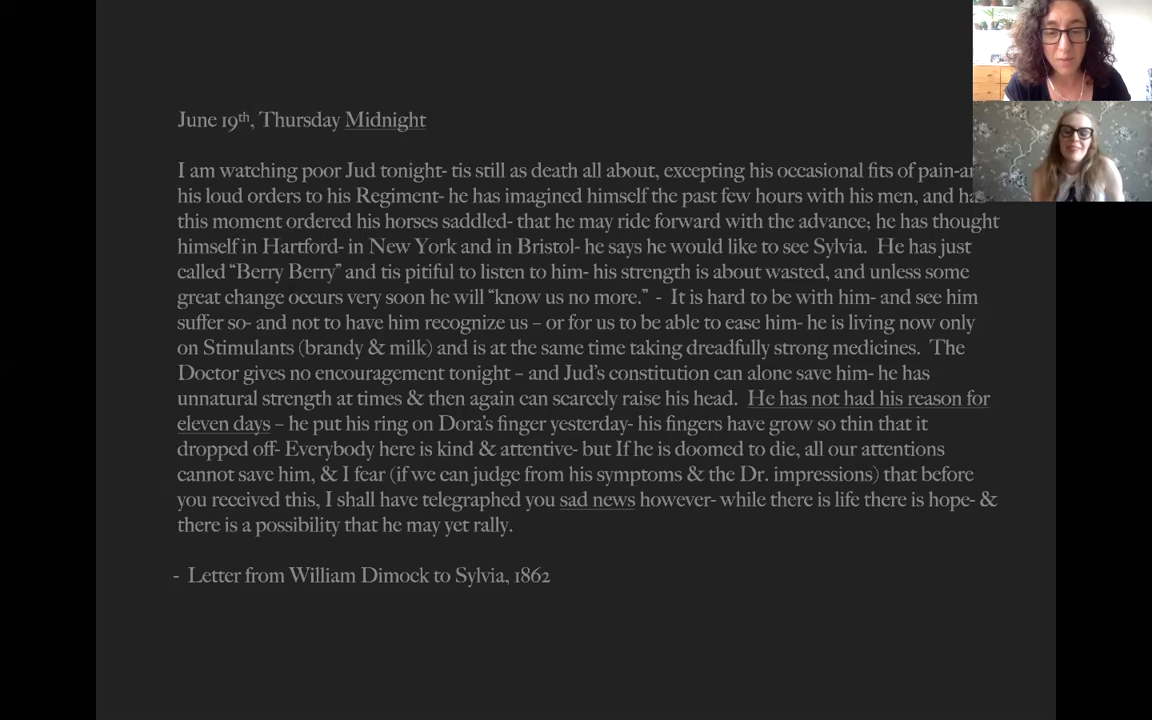 June 19th, Thursday Midnight
I am watching poor Jud tonight- tis still as death all about, excepting his occasional fits of pain-
his loud orders to his Regiment- he has imagined himself the past few hours with his men, and has
this moment ordered his horses saddled- that he may ride forward with the advance; he has thought
himself in Hartford- in New York and in Bristol- he says he would like to see Sylvia. He has just
called “Berry Berry” and tis pitiful to listen to him- his strength is about wasted, and unless some
great change occurs very soon he will “know us no more.” - It is hard to be with him- and see him
suffer so- and not to have him recognize us – or for us to be able to ease him- he is living now only
on Stimulants (brandy & milk) and is at the same time taking dreadfully strong medicines. The
Doctor gives no encouragement tonight – and Jud’s constitution can alone save him- he has
unnatural strength at times & then again can scarcely raise his head. He has not had his reason for
eleven days – he put his ring on Dora’s finger yesterday- his fingers have grow so thin that it
dropped off- Everybody here is kind & attentive- but If he is doomed to die, all our attentions
cannot save him, & I fear (if we can judge from his symptoms & the Dr. impressions) that before
you received this, I shall have telegraphed you sad news however- while there is life there is hope- &
there is a possibility that he may yet rally.
- Letter from William Dimock to Sylvia, 1862